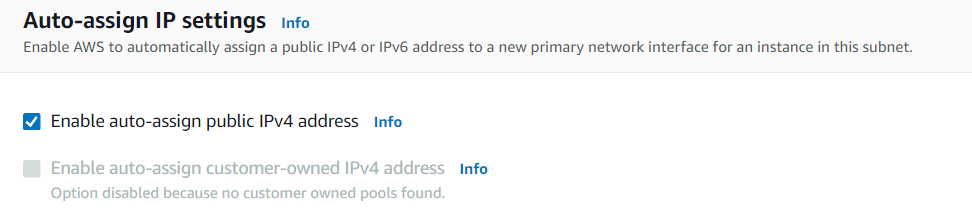 Auto-assign IP settings Info
Enable AWS to automatically assign a public IPv4 or IPv6 address to a new primary network interface for an instance in this subnet.
Enable auto-assign public IPv4 address Info
Enable auto-assign customer-owned IPv4 address Info
Option disabled because no customer owned pools found.